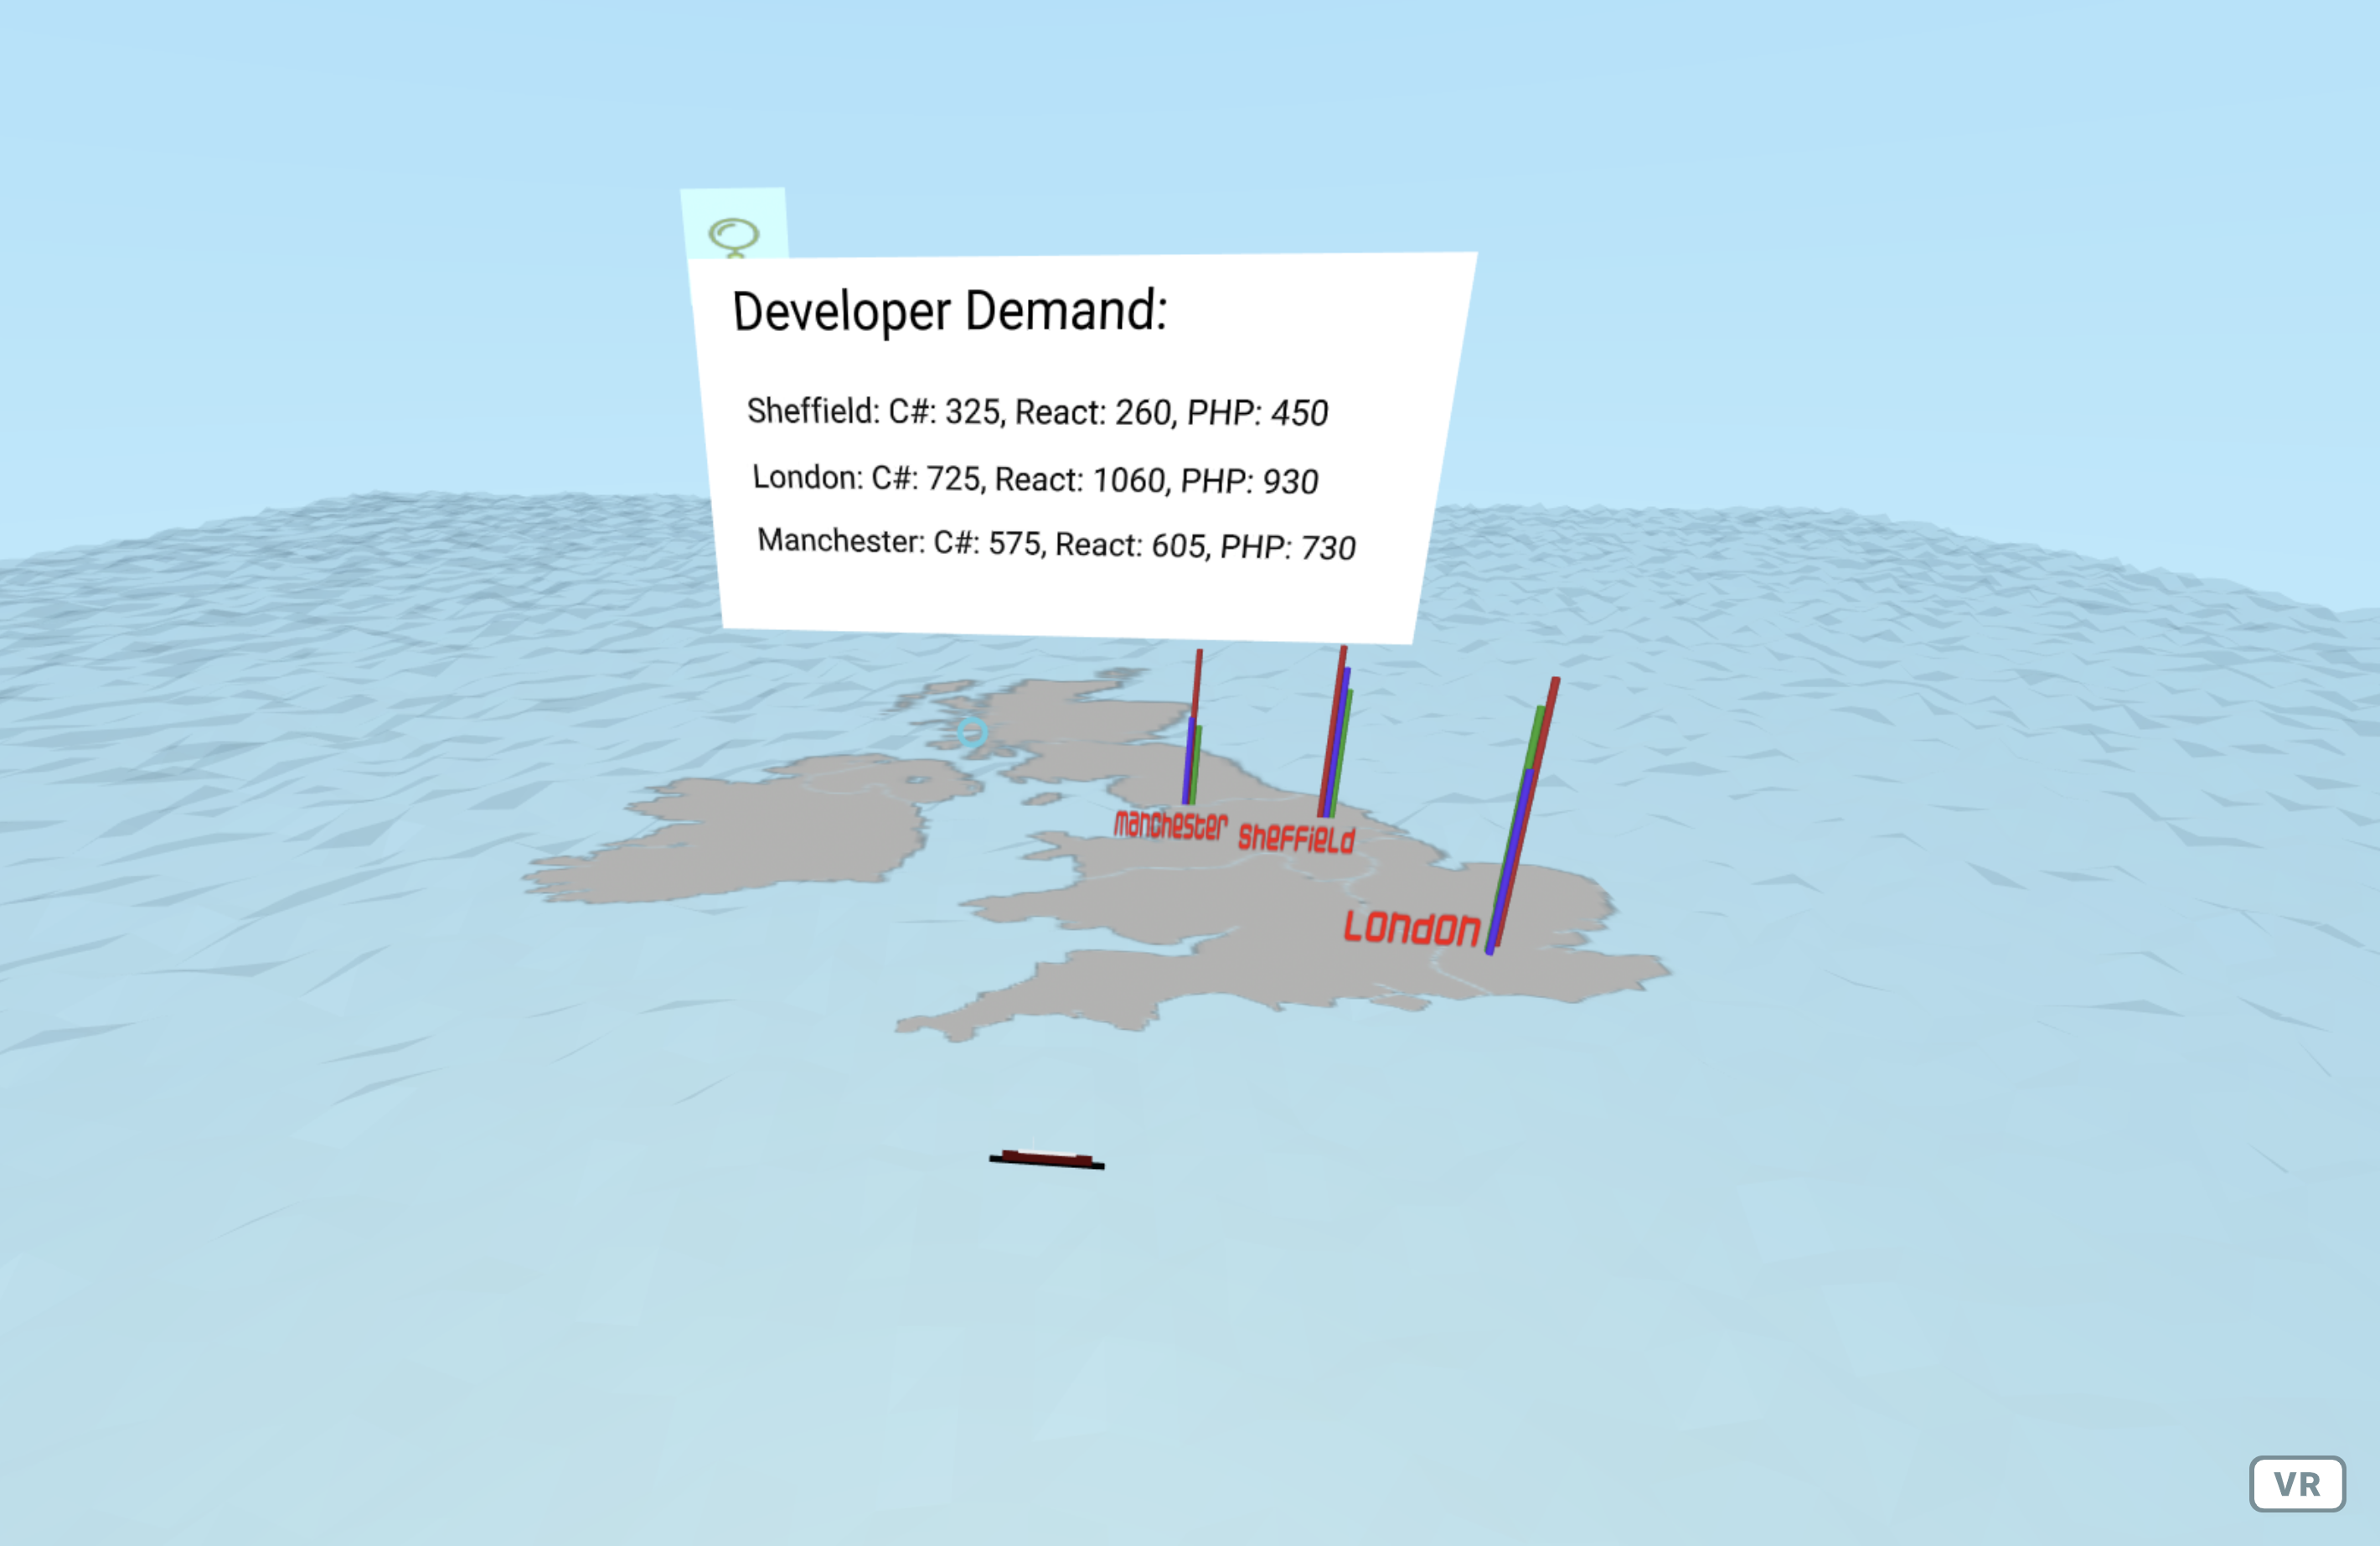 Developer Demand:
Sheffield: C#: 325, React: 260, PHP: 450
London: C#: 725, React: 1060, PHP: 930
Manchester: C#: 575, React: 605, PHP: 730
Manchester
Sheffield
London
VR